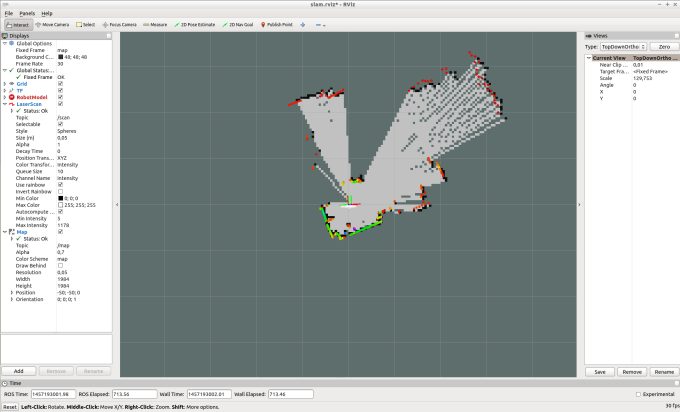 slam.rviz* - RViz
File Panels Help
Interact Move Camera Select Focus Camera Measure 2D Pose Estimate 2D Nav Goal Publish Point
Displays
Global Options
Fixed Frame map
Background C... 48; 48; 48
Frame Rate 30
Global Status:...
Fixed Frame OK
Grid
TF
RobotModel
LaserScan
Status: Ok
Topic /scan
Selectable
Style Spheres
Size (m) 0,05
Alpha 1
Decay Time 0
Position Trans... XYZ
Color Transfor... Intensity
Queue Size 10
Channel Name Intensity
Use rainbow
Invert Rainbow
Min Color 0; 0; 0
Max Color 255; 255; 255
Autocompute ...
Min Intensity 5
Max Intensity 1178
Map
Status: Ok
Topic /map
Alpha 0,7
Color Scheme map
Draw Behind
Resolution 0,05
Width 1984
Height 1984
Position -50; -50; 0
Orientation 0; 0; 0; 1
Add Remove Rename
Views
Type: TopDownOrtho Zero
Current View TopDownOrtho ...
Near Clip ... 0,01
Target Fra... <Fixed Frame>
Scale 129,753
Angle 0
X 0
Y 0
Save Remove Rename
Time
ROS Time: 1457193001.98 ROS Elapsed: 713.56 Wall Time: 1457193002.01 Wall Elapsed: 713.46 Experimental
Reset Left-Click: Rotate. Middle-Click: Move X/Y. Right-Click: Zoom. Shift: More options. 30 fps